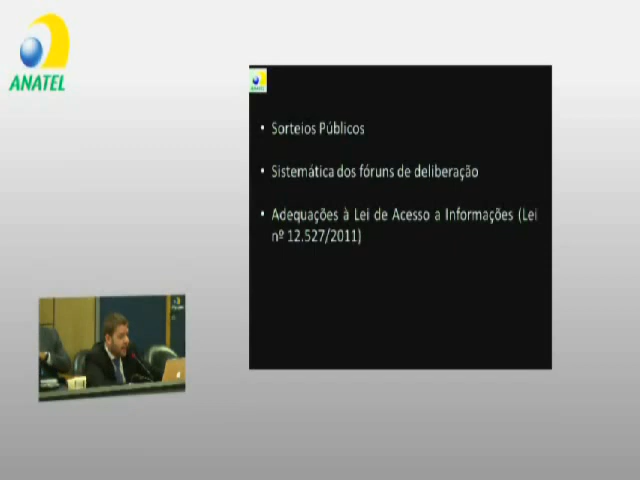 ANATEL
• Sorteios Públicos
• Sistemática dos fóruns de deliberação
• Adequações à Lei de Acesso a Informações (Lei
nº 12.527/2011)